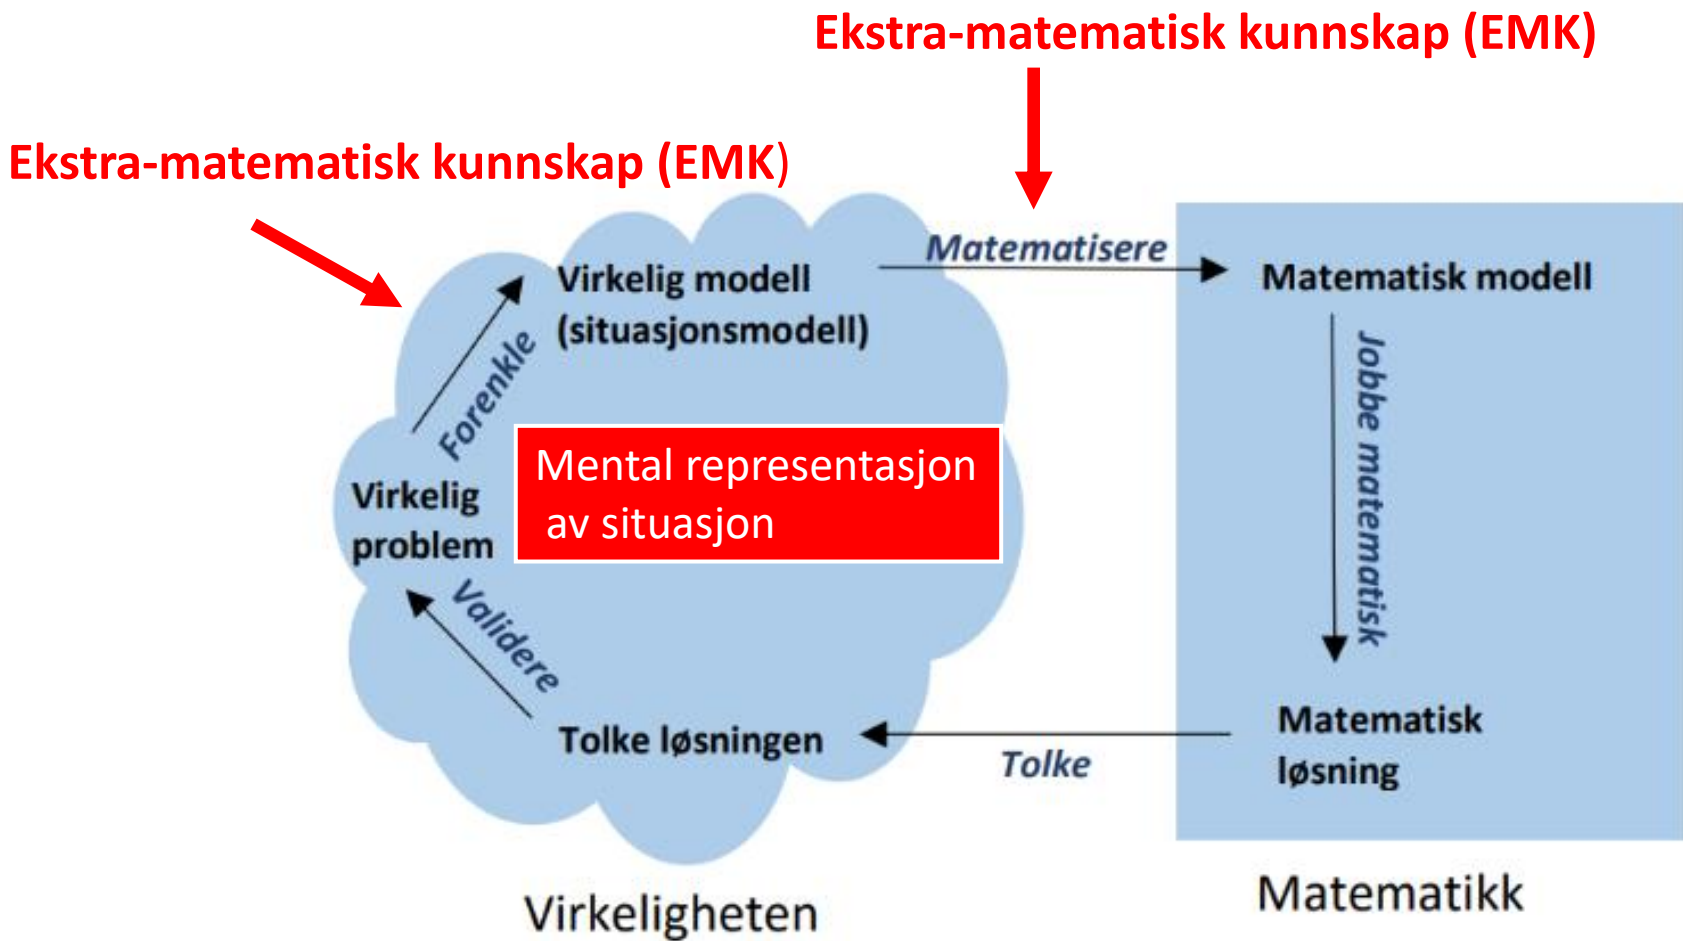 Ekstra-matematisk kunnskap (EMK)
Ekstra-matematisk kunnskap (EMK)
Matematisere
Virkelig modell
(situasjonsmodell)
Matematisk modell
Forenkle
Jobbe matematisk
Mental representasjon
av situasjon
Virkelig
problem
Validere
Tolke løsningen
Tolke
Matematisk
løsning
Virkeligheten
Matematikk